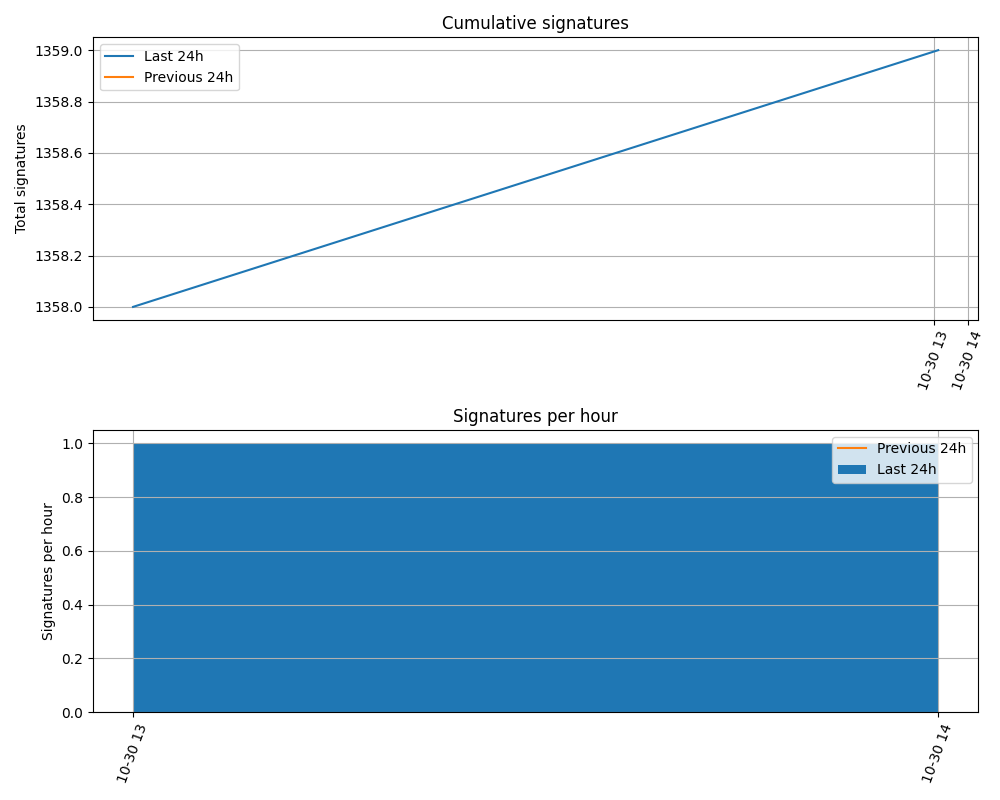 Cumulative signatures
1359.0
1358.8
1358.6
1358.4
1358.2
1358.0
Total signatures
Last 24h
Previous 24h
10-30 13
10-30 14
Signatures per hour
1.0
0.8
0.6
0.4
0.2
0.0
Signatures per hour
Previous 24h
Last 24h
10-30 13
10-30 14